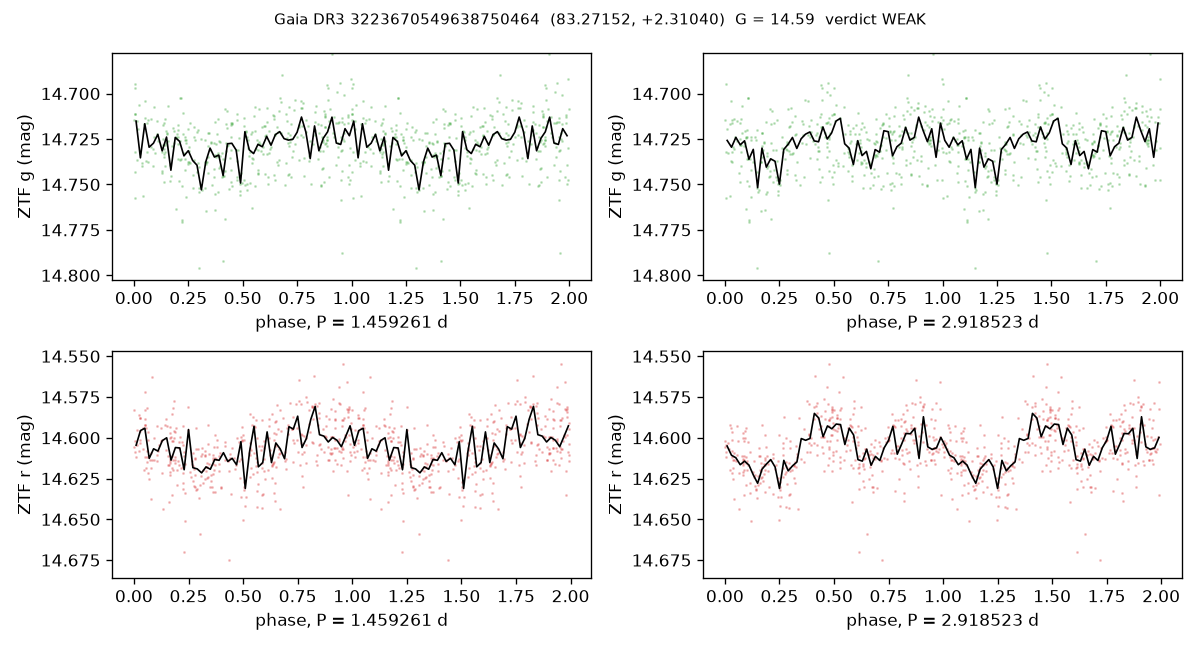 Gaia DR3 3223670549638750464 (83.27152, +2.31040) G = 14.59 verdict WEAK
ZTF g (mag)
14.700
14.725
14.750
14.775
14.800
0.00 0.25 0.50 0.75 1.00 1.25 1.50 1.75 2.00
phase, P = 1.459261 d
ZTF g (mag)
14.700
14.725
14.750
14.775
14.800
0.00 0.25 0.50 0.75 1.00 1.25 1.50 1.75 2.00
phase, P = 2.918523 d
ZTF r (mag)
14.550
14.575
14.600
14.625
14.650
14.675
0.00 0.25 0.50 0.75 1.00 1.25 1.50 1.75 2.00
phase, P = 1.459261 d
ZTF r (mag)
14.550
14.575
14.600
14.625
14.650
14.675
0.00 0.25 0.50 0.75 1.00 1.25 1.50 1.75 2.00
phase, P = 2.918523 d